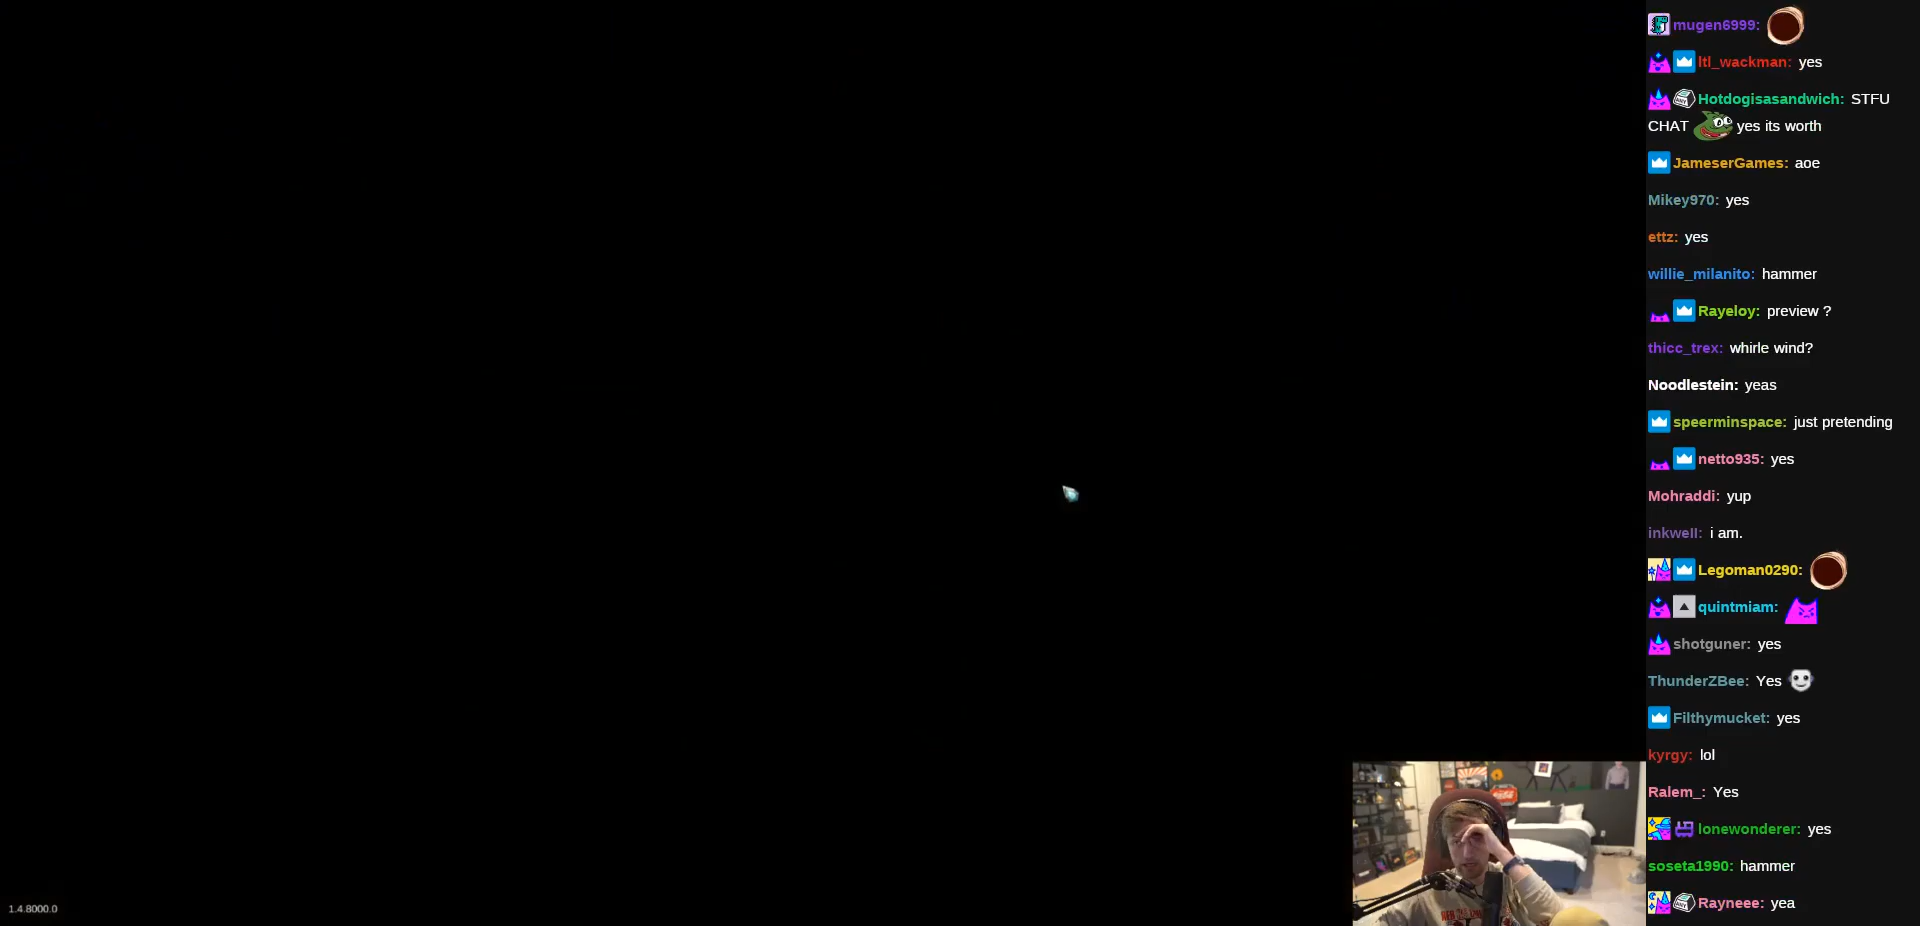 mugen6999:
ltl_wackman: yes
Hotdogisasandwich: STFU
CHAT yes its worth
JameserGames: aoe
Mikey970: yes
ettz: yes
willie_milanito: hammer
Rayeloy: preview ?
thicc_trex: whirle wind?
Noodlestein: yeas
speerminspace: just pretending
netto935: yes
Mohraddi: yup
inkwell: i am.
Legoman0290:
quintmiam:
shotguner: yes
ThunderZBee: Yes
Filthymucket: yes
kyrgy: lol
Ralem_: Yes
lonewonderer: yes
soseta1990: hammer
Rayneee: yea
1.4.8000.0